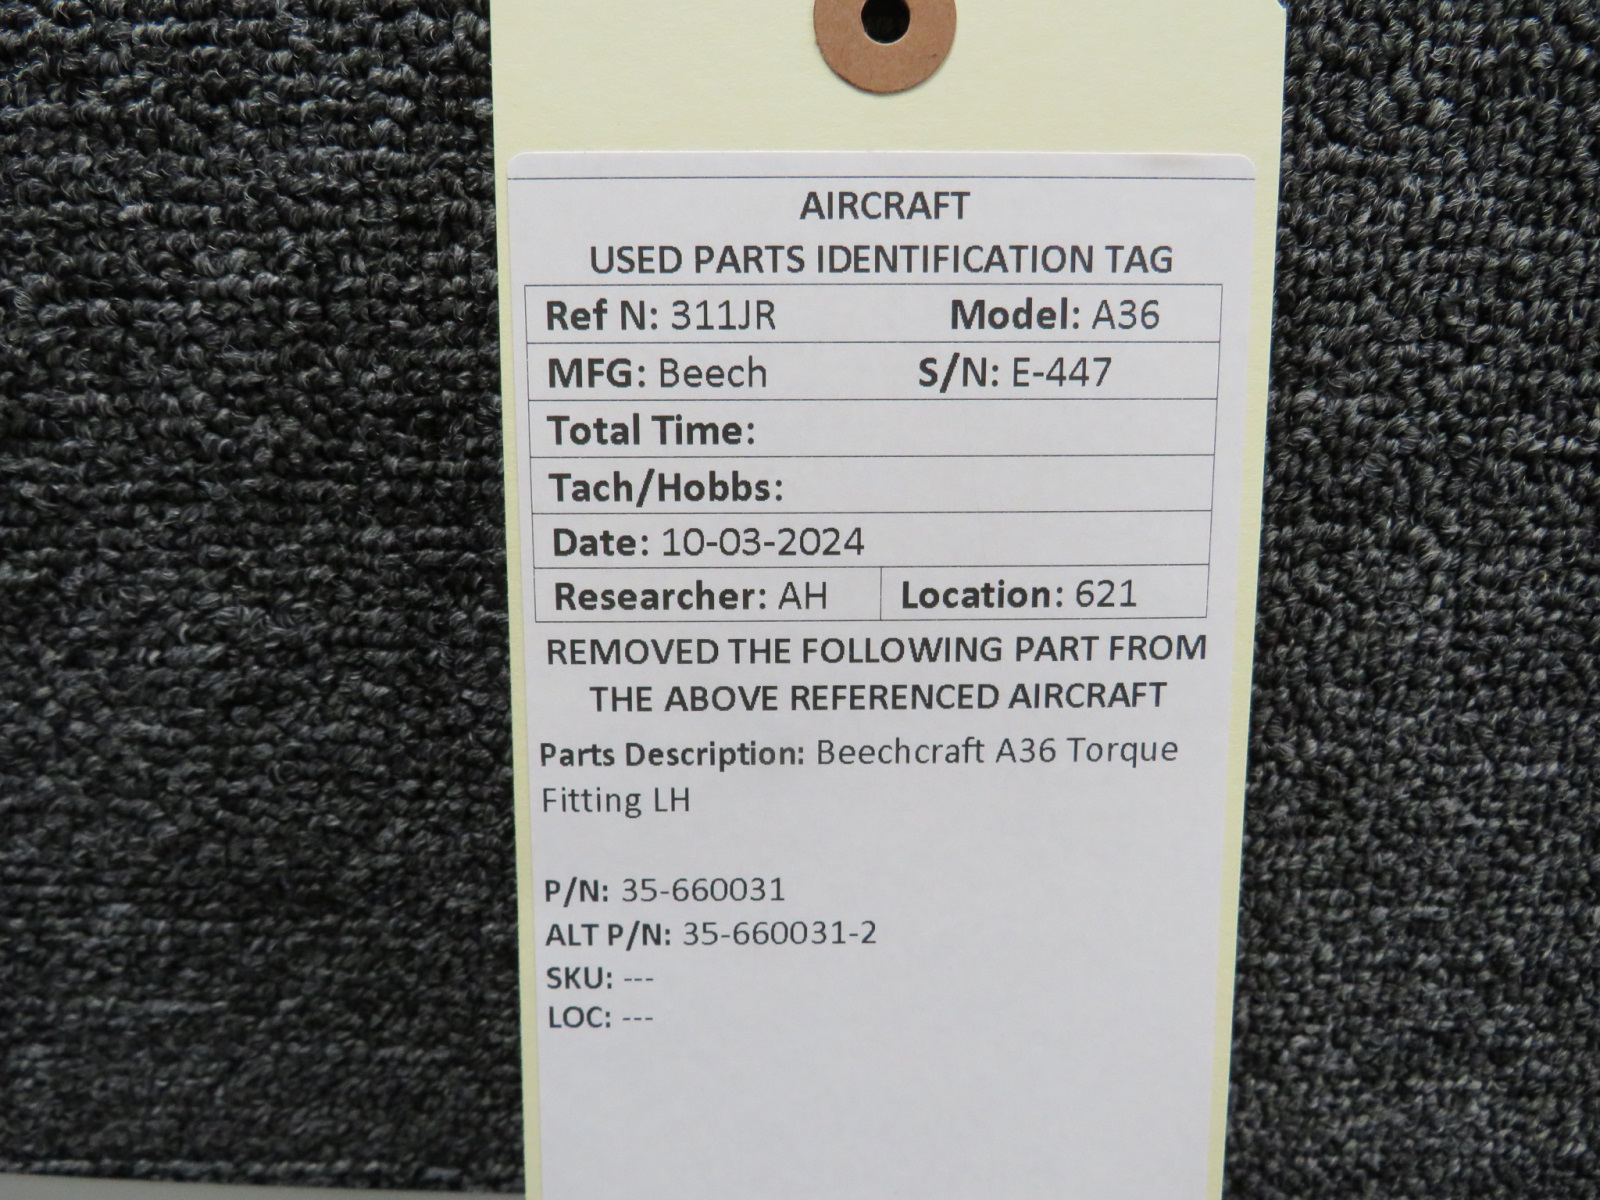 AIRCRAFT
USED PARTS IDENTIFICATION TAG
Ref N: 311JR Model: A36
MFG: Beech S/N: E-447
Total Time:
Tach/Hobbs:
Date: 10-03-2024
Researcher: AH Location: 621
REMOVED THE FOLLOWING PART FROM
THE ABOVE REFERENCED AIRCRAFT
Parts Description: Beechcraft A36 Torque
Fitting LH
P/N: 35-660031
ALT P/N: 35-660031-2
SKU: ---
LOC: ---